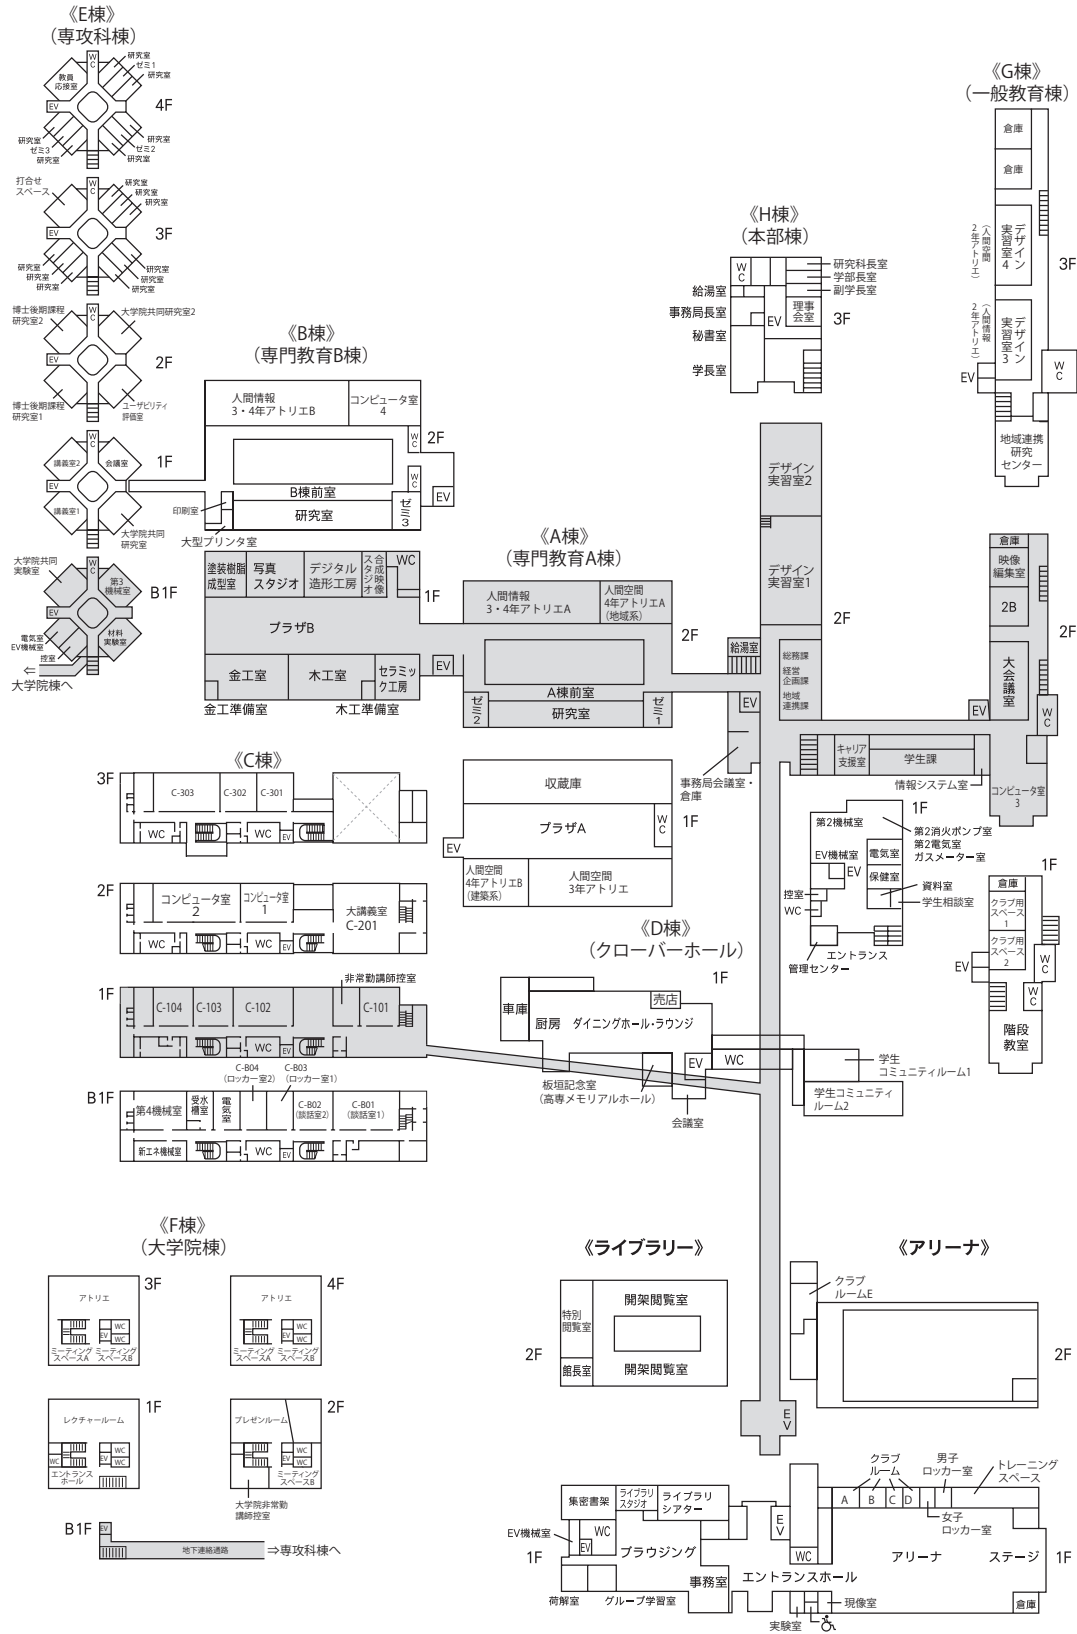 《E棟》
(専攻科棟)
WC
研究室
ゼミ1
研究室
教員
応接室
EV
4F
研究室
ゼミ3
研究室
研究室
ゼミ2
研究室
打合せ
スペース
WC
研究室
研究室
研究室
EV
3F
研究室
研究室
研究室
研究室
研究室
研究室
博士後期課程
研究室2
WC
大学院共同研究室2
EV
2F
博士後期課程
研究室1
ユーザビリティ
評価室
WC
講義室2
会議室
1F
EV
講義室1
大学院共同
研究室
大学院共同
実験室
WC
第3
機械室
B1F
EV
電気室
EV機械室
控室
材料
実験室
⇐
大学院棟へ
《B棟》
(専門教育B棟)
人間情報
3・4年アトリエB
コンピュータ室
4
WC
2F
WC
EV
B棟前室
印刷室
研究室
ゼミ3
大型プリンタ室
塗装樹脂
成型室
写真
スタジオ
デジタル
造形工房
合成映像
スタジオ
WC
1F
プラザB
金工室
木工室
セラミッ
ク工房
EV
金工準備室
木工準備室
《A棟》
(専門教育A棟)
人間情報
3・4年アトリエA
人間空間
4年アトリエA
(地域系)
2F
A棟前室
ゼミ2
研究室
ゼミ1
収蔵庫
プラザA
WC
1F
EV
人間空間
4年アトリエB
(建築系)
人間空間
3年アトリエ
《H棟》
(本部棟)
WC
研究科長室
学部長室
副学長室
給湯室
事務局長室
EV
理事
会室
3F
秘書室
学長室
デザイン
実習室2
デザイン
実習室1
2F
給湯室
総務課
経営
企画課
地域
連携課
EV
事務局会議室・
倉庫
キャリア
支援室
学生課
情報システム室
1F
第2機械室
第2消火ポンプ室
第2電気室
ガスメーター室
EV機械室
EV
電気室
保健室
資料室
学生相談室
控室
WC
エントランス
管理センター
《G棟》
(一般教育棟)
倉庫
倉庫
デザイン
実習室4
(人間空間
2年アトリエ)
3F
デザイン
実習室3
(人間情報
2年アトリエ)
EV
WC
地域連携
研究
センター
倉庫
映像
編集室
2B
2F
大会議室
EV
WC
コンピュータ室
3
1F
倉庫
クラブ用
スペース
1
クラブ用
スペース
2
EV
WC
WC
階段
教室
《C棟》
3F
C-303
C-302
C-301
WC
WC
EV
2F
コンピュータ室
2
コンピュータ室
1
大講義室
C-201
WC
WC
EV
非常勤講師控室
1F
C-104
C-103
C-102
C-101
WC
EV
C-B04
(ロッカー室2)
C-B03
(ロッカー室1)
B1F
第4機械室
受水槽室
電気室
C-B02
(談話室2)
C-B01
(談話室1)
新エネ機械室
WC
EV
《D棟》
(クローバーホール)
1F
車庫
厨房
ダイニングホール・ラウンジ
売店
EV
WC
板垣記念室
(高専メモリアルホール)
会議室
学生
コミュニティルーム1
学生コミュニティ
ルーム2
《F棟》
(大学院棟)
3F
アトリエ
EV
WC
WC
ミーティング
スペースA
ミーティング
スペースB
4F
アトリエ
EV
WC
WC
ミーティング
スペースA
ミーティング
スペースB
1F
レクチャールーム
WC
EV
WC
WC
エントランス
ホール
2F
プレゼンルーム
EV
WC
WC
ミーティング
スペースB
大学院非常勤
講師控室
B1F
EV
地下連絡通路
⇒専攻科棟へ
《ライブラリー》
特別
閲覧室
開架閲覧室
2F
館長室
開架閲覧室
EV
集密書架
ライブラリ
スタジオ
ライブラリ
シアター
EV機械室
WC
EV
ブラウジング
1F
事務室
荷解室
グループ学習室
《アリーナ》
クラブ
ルームE
2F
クラブ
ルーム
男子
ロッカー室
トレーニング
スペース
A
B
C
D
女子
ロッカー室
EV
WC
アリーナ
ステージ
1F
エントランスホール
現像室
倉庫
実験室